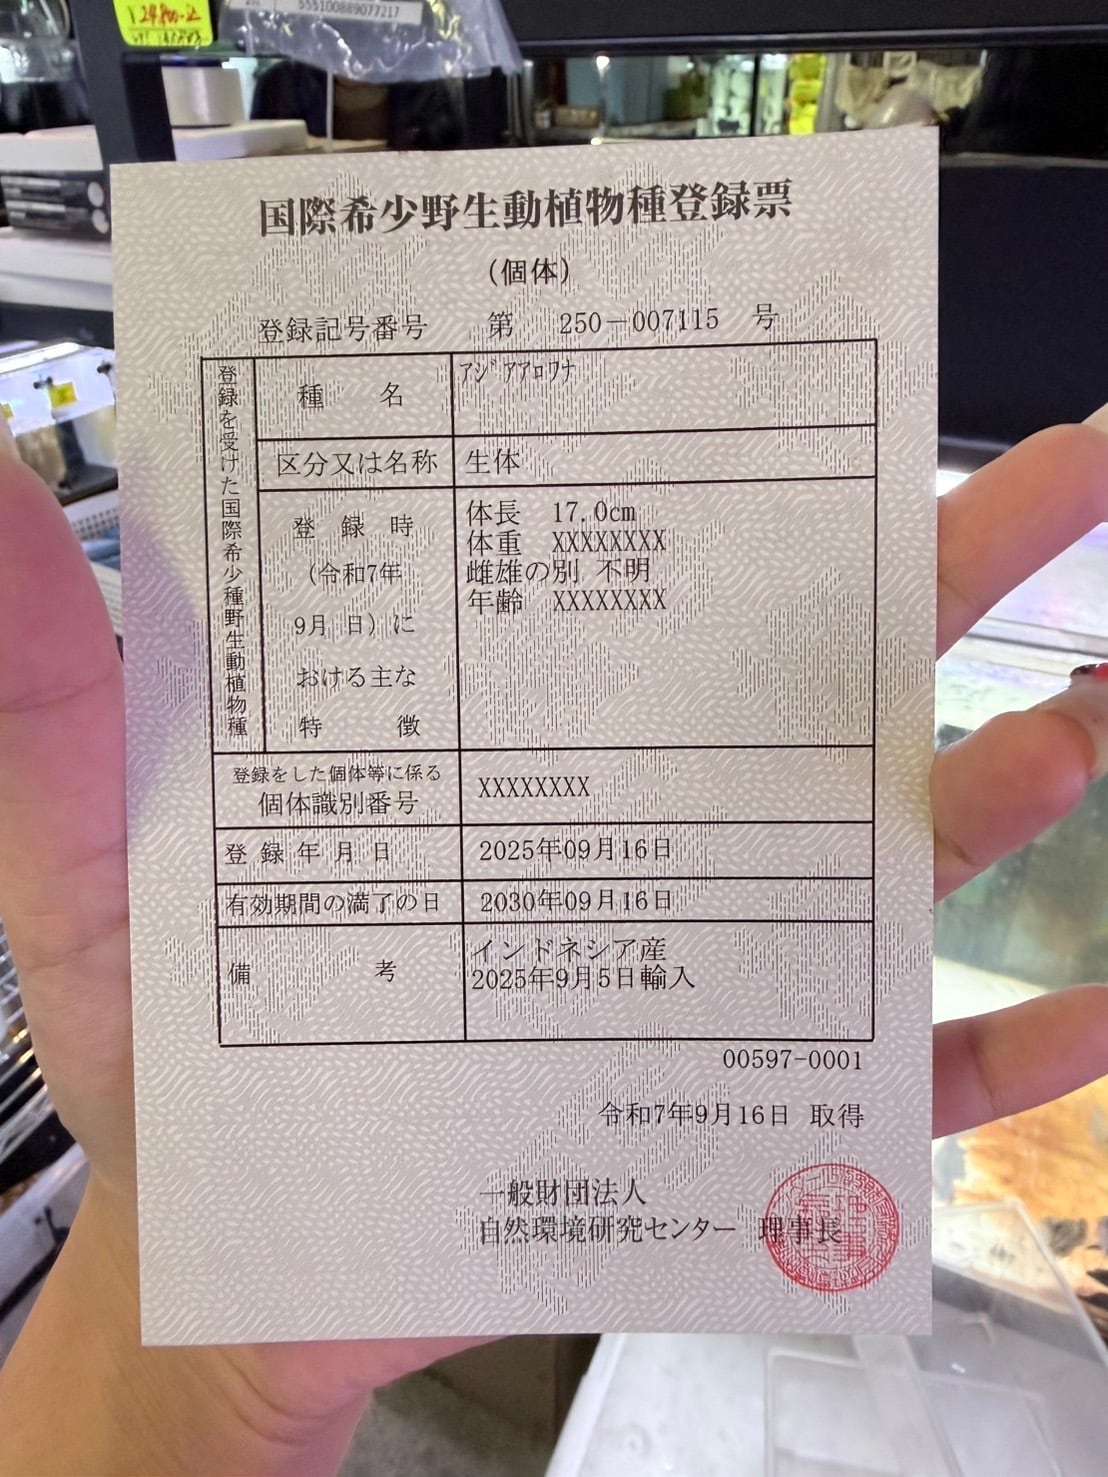 555100889077217
国際希少野生動植物種登録票
(個体)
登録記号番号 第 250－007115 号
登録を受けた国際希少種野生動植物種
種 名 ｱｼﾞｱｱﾛﾜﾅ
区分又は名称 生体
登録時
(令和7年
9月 日)に
おける主な
特 徴
体長 17.0cm
体重 XXXXXXXX
雌雄の別 不明
年齢 XXXXXXXX
登録をした個体等に係る
個体識別番号
XXXXXXXX
登録年月日 2025年09月16日
有効期間の満了の日 2030年09月16日
備 考
インドネシア産
2025年9月5日輸入
00597-0001
令和7年9月16日 取得
一般財団法人
自然環境研究センター 理事長